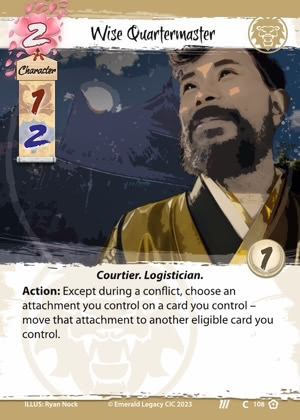 2
Wise Quartermaster
Character
1
2
1
Courtier. Logistician.
Action: Except during a conflict, choose an
attachment you control on a card you control –
move that attachment to another eligible card you
control.
ILLUS: Ryan Nock © Emerald Legacy CIC 2023 C 108